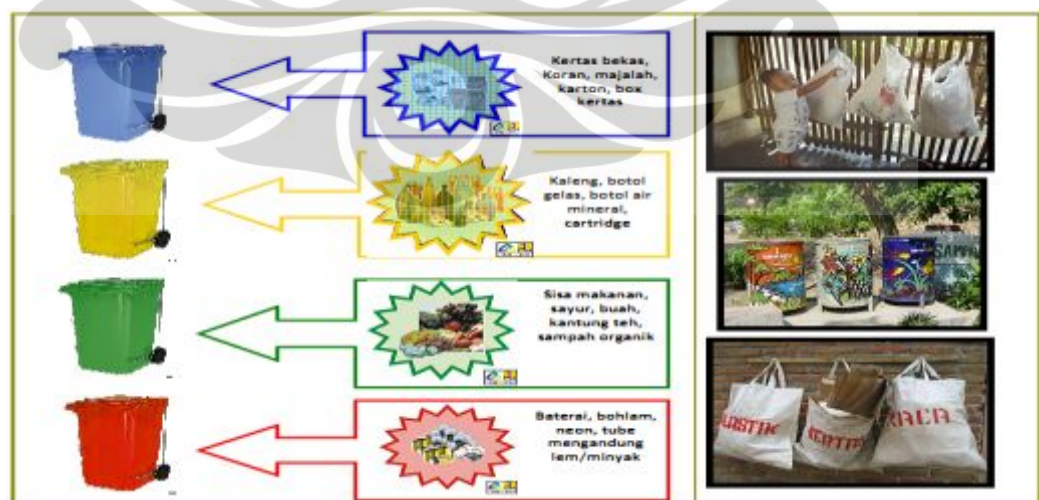 Kertas bekas,
Koran, majalah,
karton, box
kertas
Kaleng, botol
gelas, botol air
mineral,
cartridge
Sisa makanan,
sayur, buah,
kantung teh,
sampah organik
Baterai, bohlam,
neon, tube
mengandung
lem/minyak
SAMPA
LASTIK
KERTAS
KACA